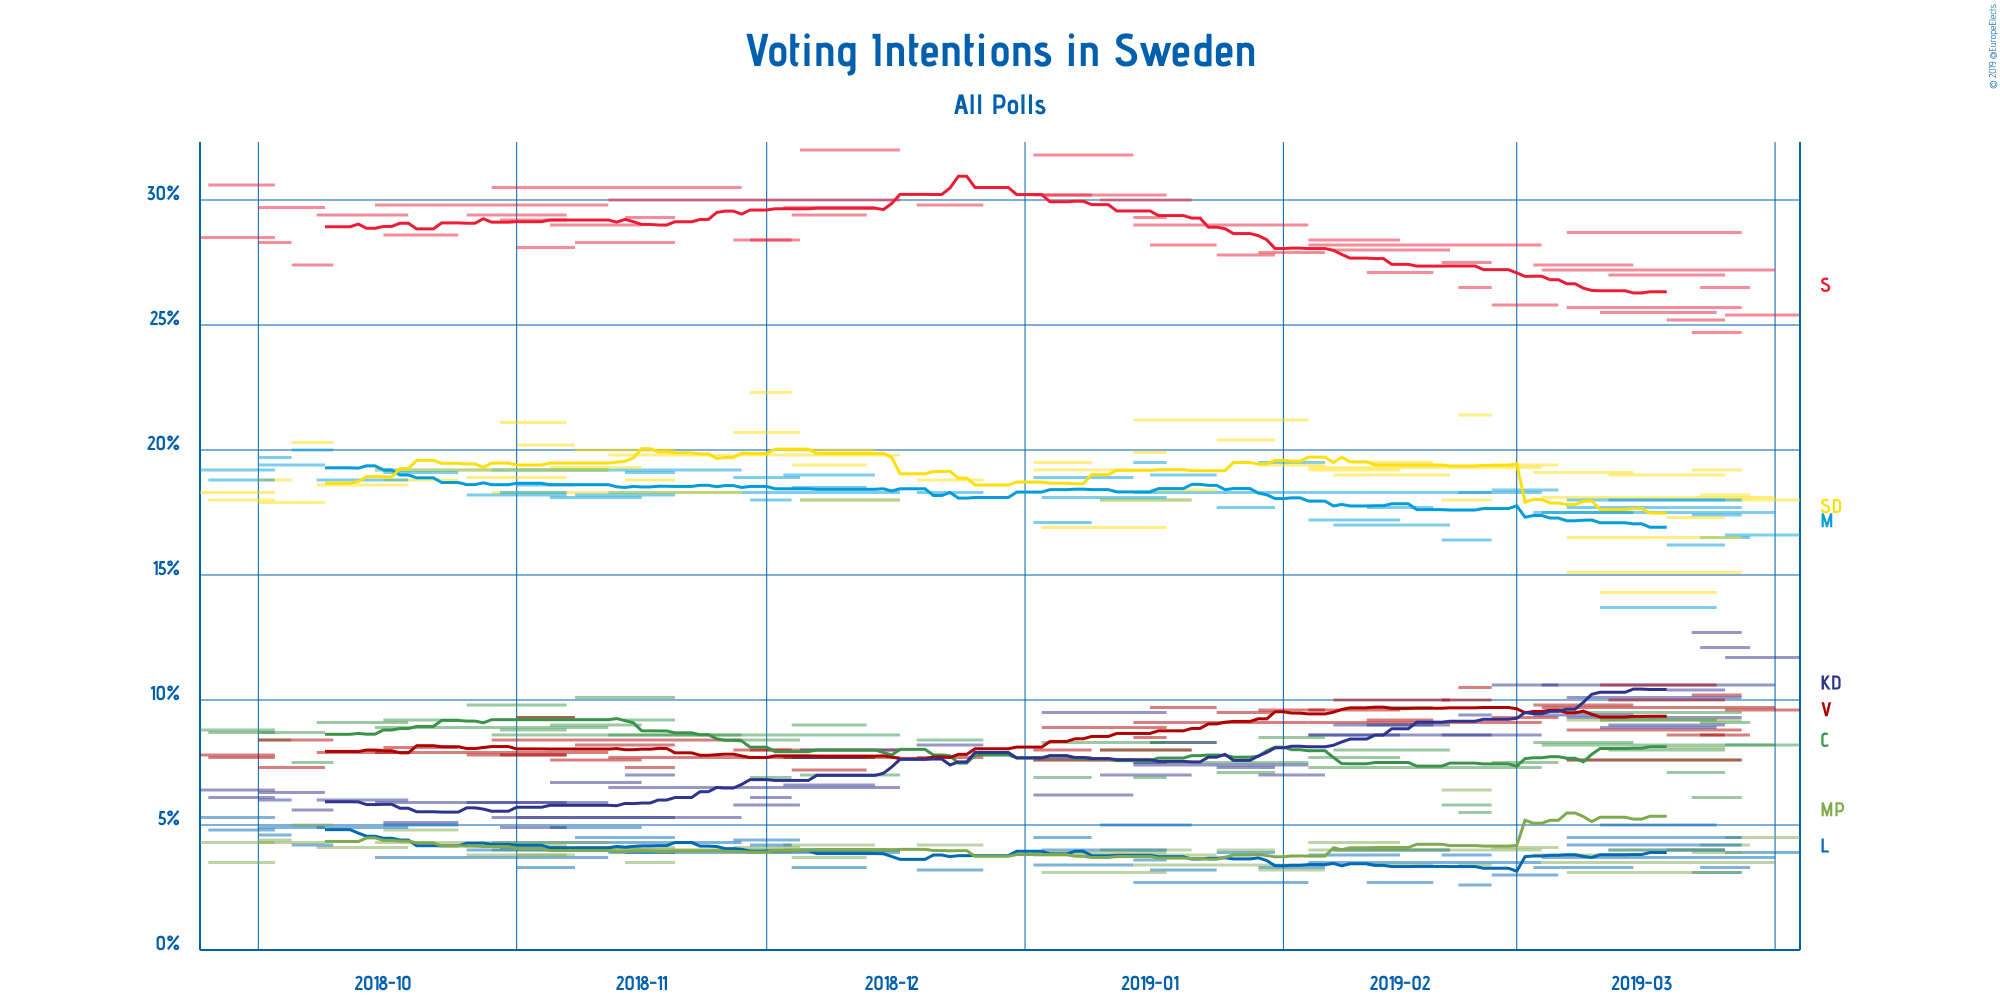 Voting Intentions in Sweden
All Polls
© 2019 @EuropeElects
30%
25%
20%
15%
10%
5%
0%
S
SD
M
KD
V
C
MP
L
2018-10
2018-11
2018-12
2019-01
2019-02
2019-03